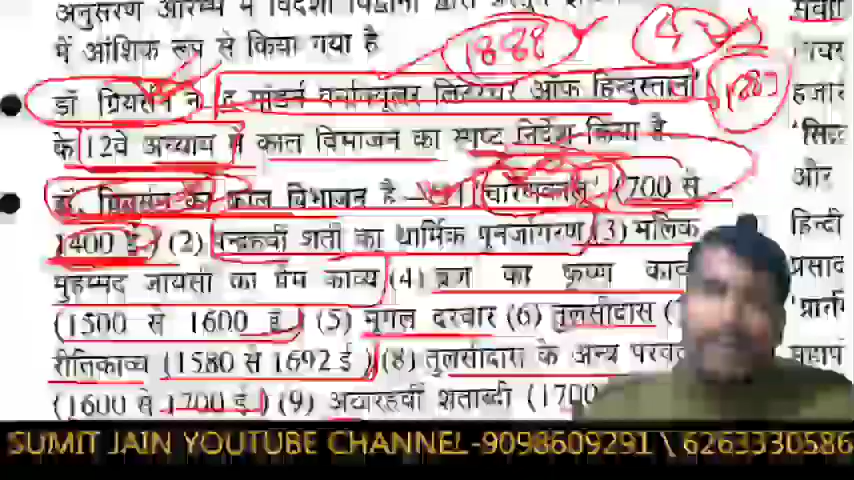 अनुसरण आरम्भ में विदेशी विद्वानों द्वारा
में आंशिक रूप से किया गया है
1888
डॉ ग्रियर्सन ने द मॉडर्न वर्नाक्यूलर लिटरेचर ऑफ हिन्दुस्तान
के 12वे अध्याय में काल विभाजन का स्पष्ट निर्देश किया है
डॉ. ग्रियर्सन का काल विभाजन है 'चारणकाल' (700 से
1400 ई.) (2) पन्द्रहवीं शती का धार्मिक पुनर्जागरण (3) मलिक
मुहम्मद जायसी का प्रेम काव्य (4) ब्रज का कृष्ण
(1500 से 1600 ई.) (5) मुगल दरबार (6) तुलसीदास
रीतिकाव्य (1580 से 1692 ई.) (8) तुलसीदास के अन्य
(1600 से 1700 ई.) (9) अठारहवीं शताब्दी (1700
हजार
और
हिन्दी
SUMIT JAIN YOUTUBE CHANNEL-9098609291 \ 6263330586